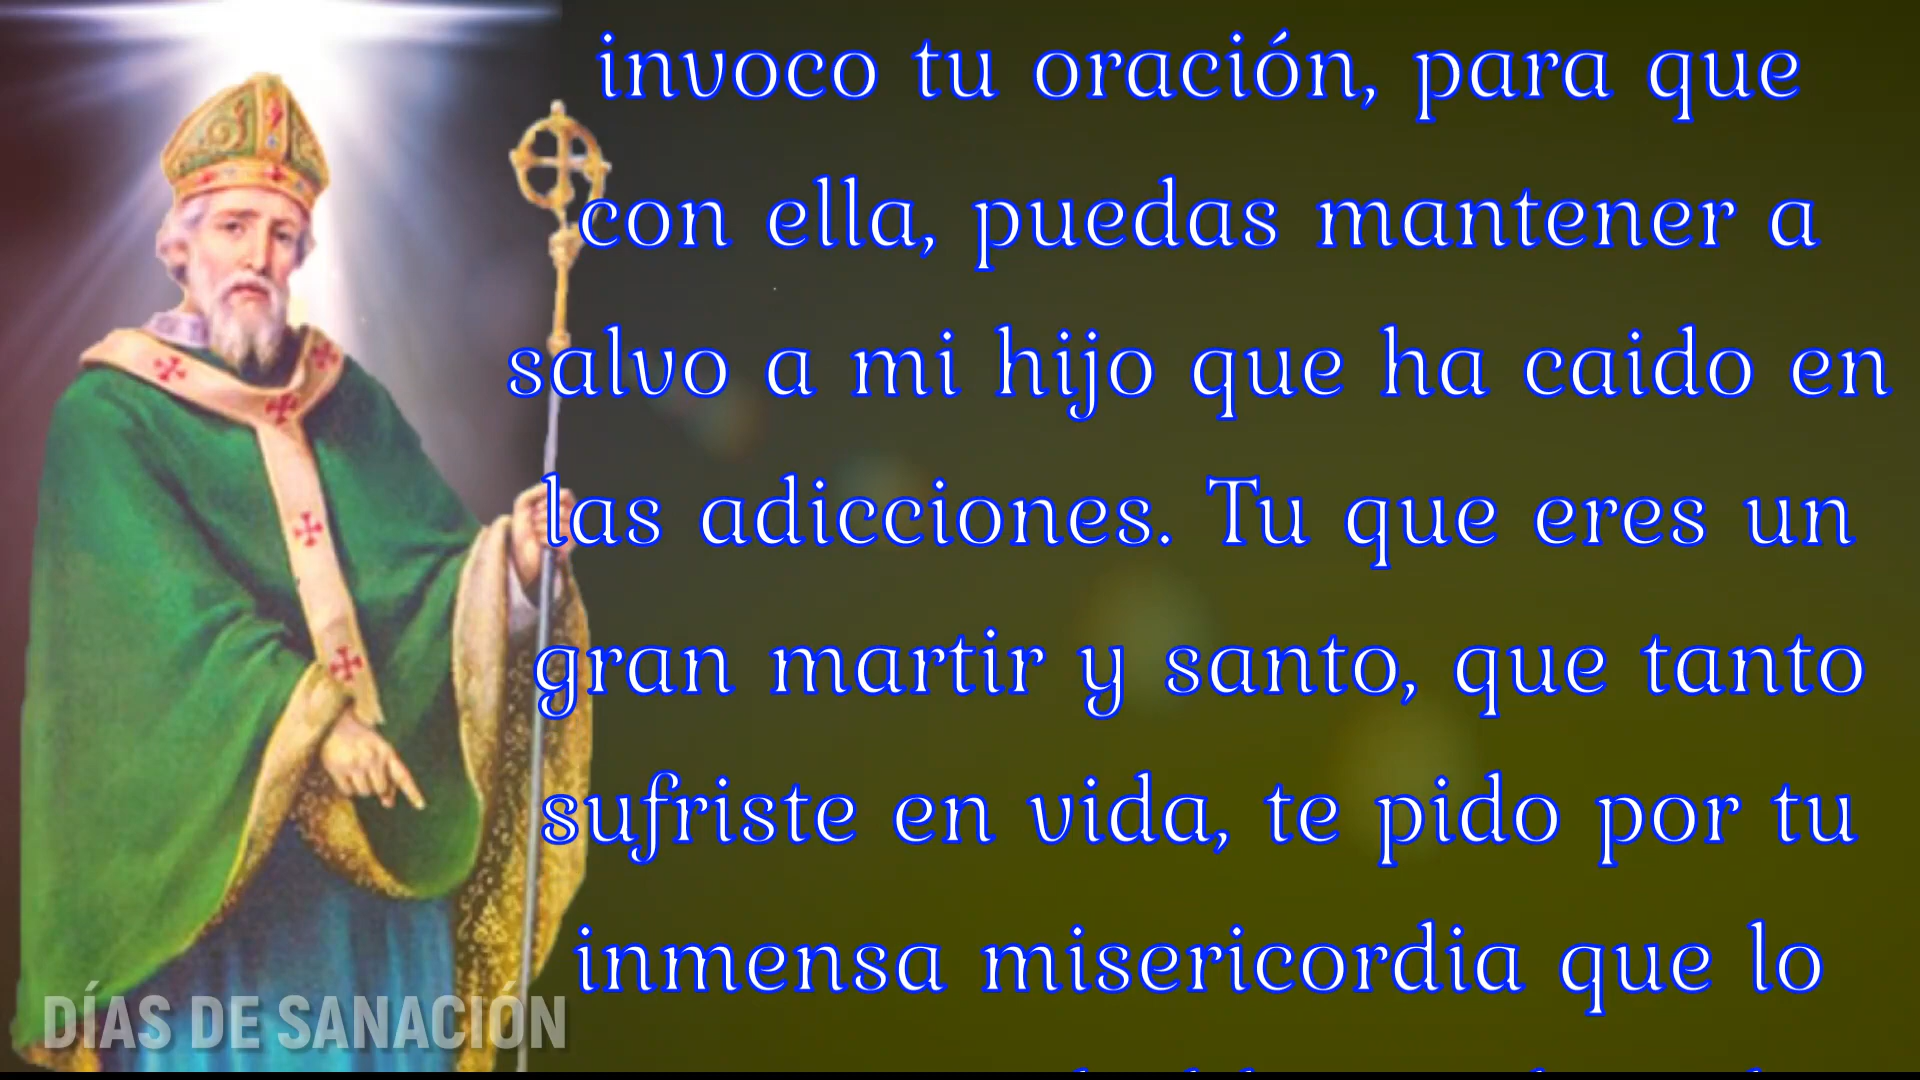 invoco tu oración, para que
con ella, puedas mantener a
salvo a mi hijo que ha caido en
las adicciones. Tu que eres un
gran martir y santo, que tanto
sufriste en vida, te pido por tu
inmensa misericordia que lo
DÍAS DE SANACIÓN